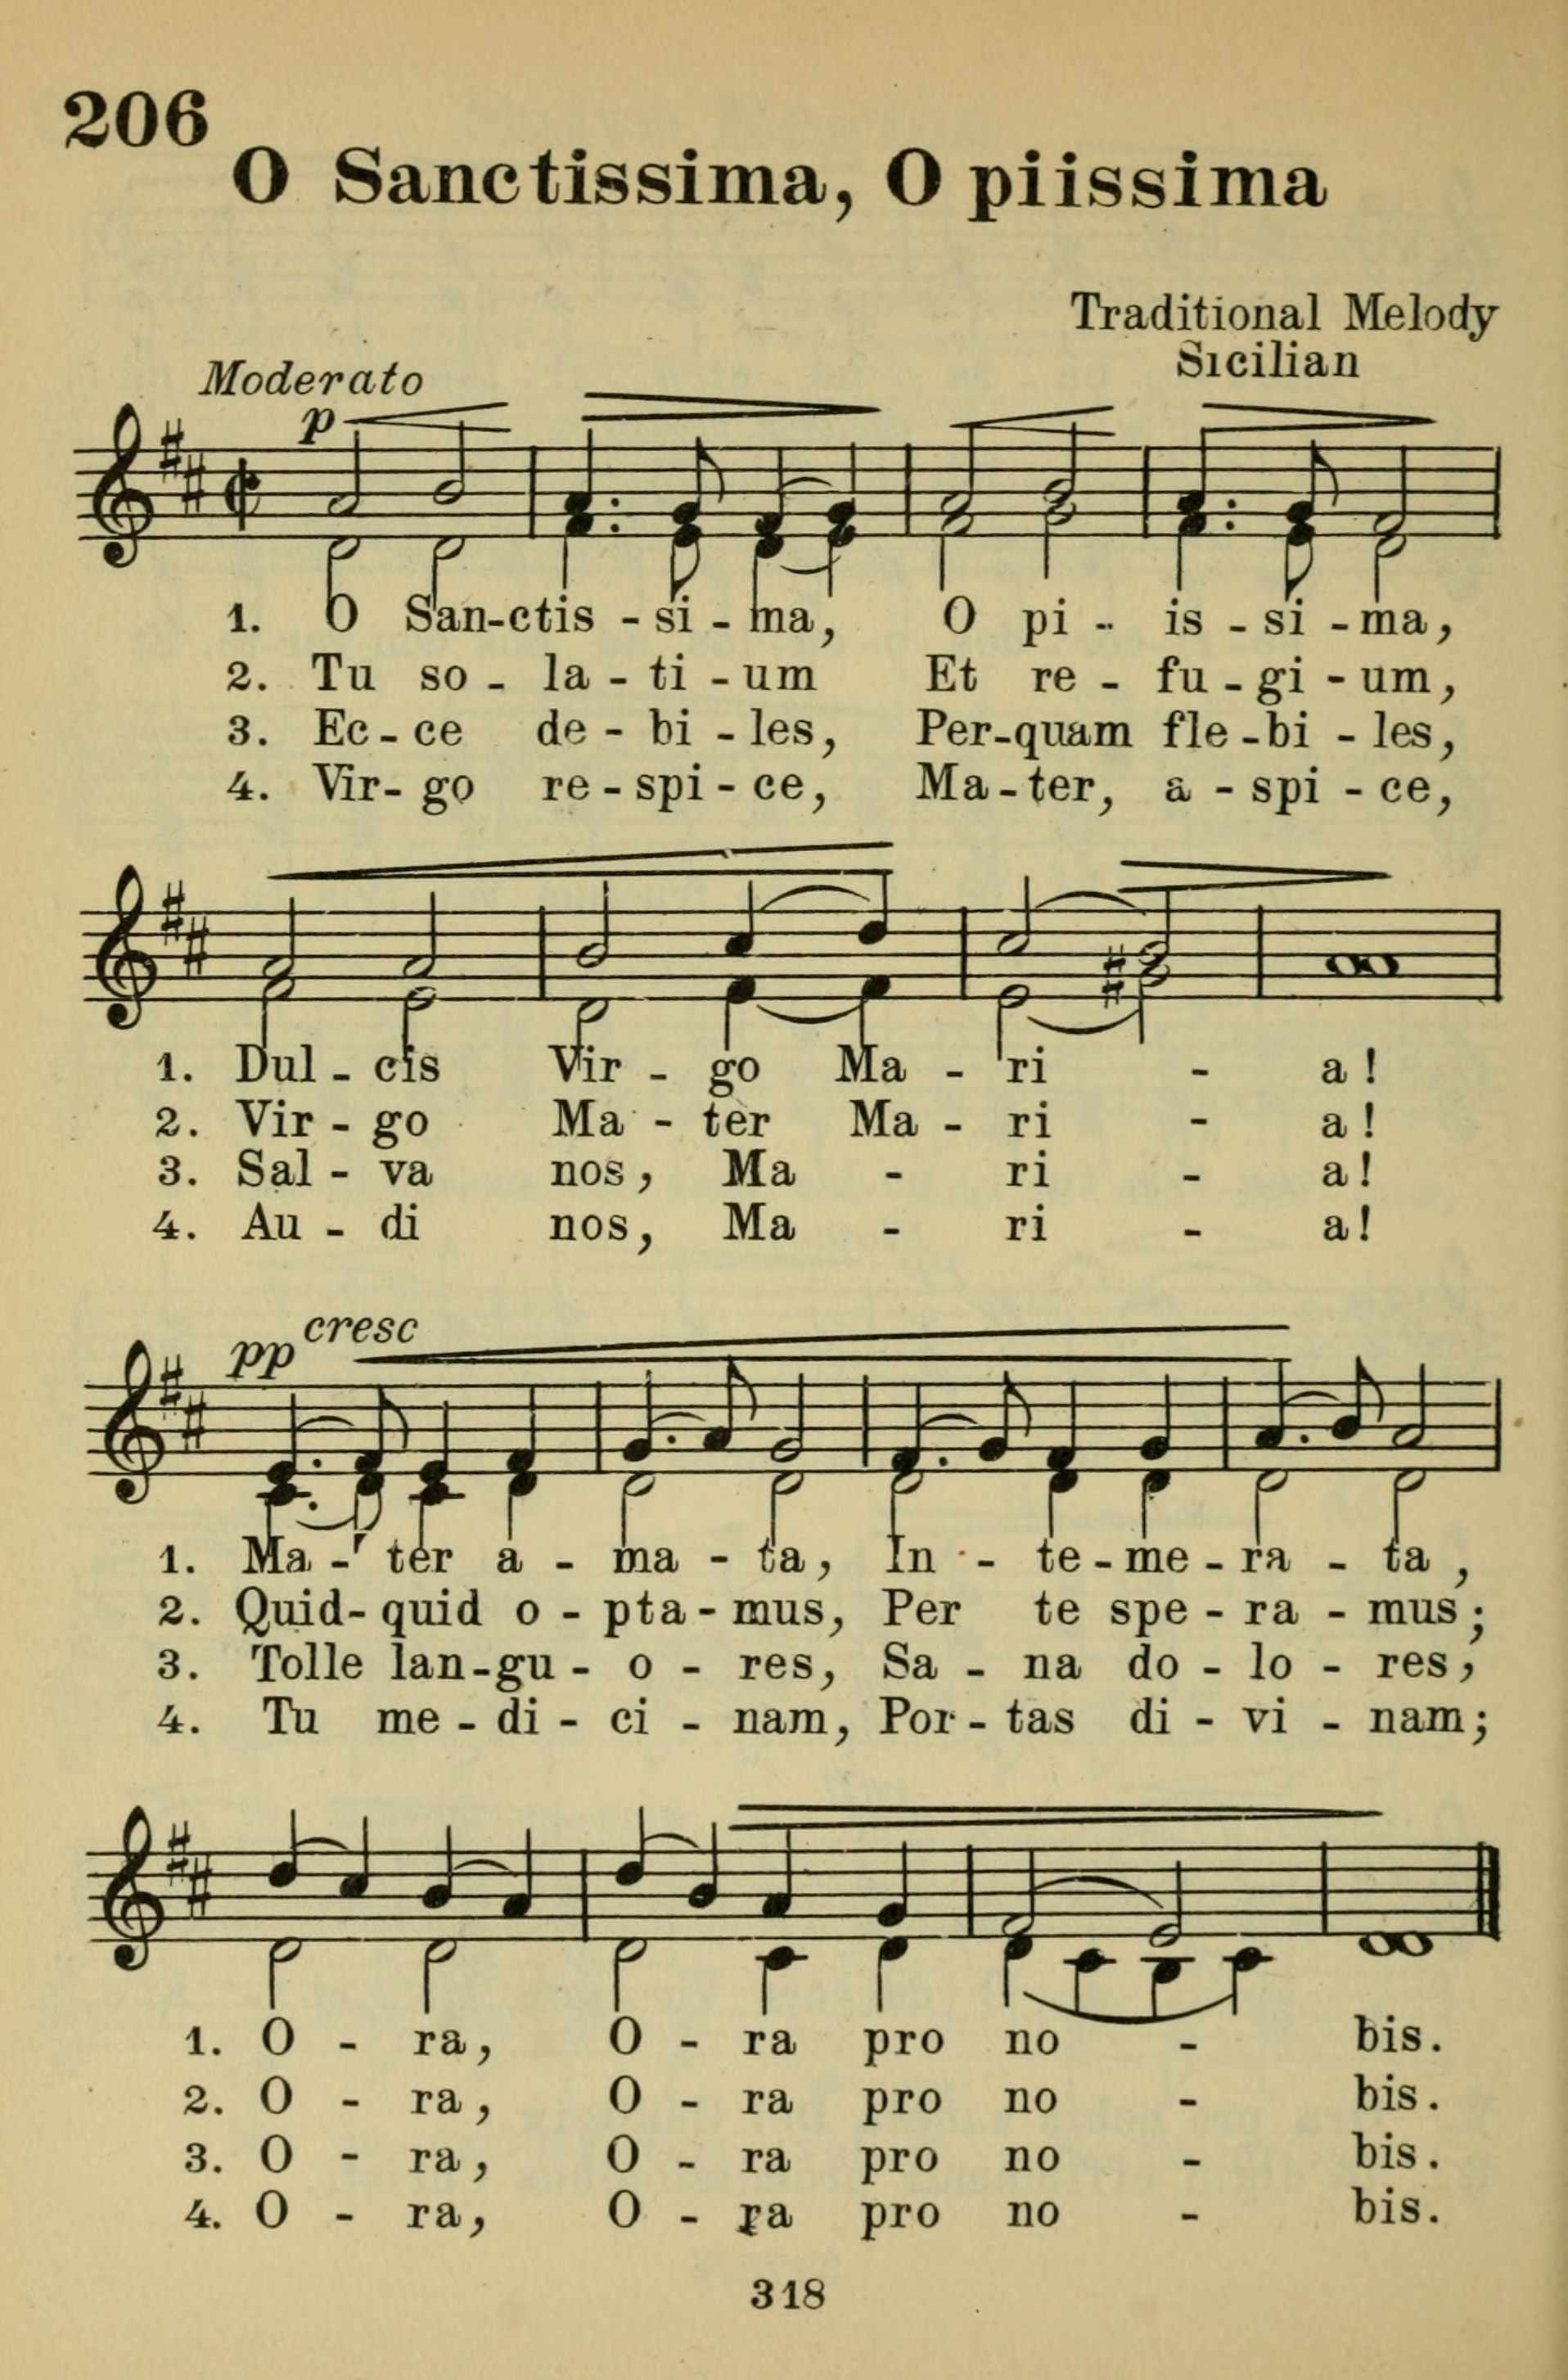 206
O Sanctissima, O piissima
Traditional Melody
Sicilian
Moderato
p
1. O San-ctis - si - ma, O pi - is - si - ma,
2. Tu so - la - ti - um Et re - fu - gi - um,
3. Ec - ce de - bi - les, Per-quam fle - bi - les,
4. Vir - go re - spi - ce, Ma - ter, a - spi - ce,
1. Dul - cis Vir - go Ma - ri - a!
2. Vir - go Ma - ter Ma - ri - a!
3. Sal - va nos, Ma - ri - a!
4. Au - di nos, Ma - ri - a!
pp cresc
1. Ma - ter a - ma - ta, In - te - me - ra - ta,
2. Quid- quid o - pta - mus, Per te spe - ra - mus;
3. Tolle lan-gu - o - res, Sa - na do - lo - res,
4. Tu me - di - ci - nam, Por - tas di - vi - nam;
1. O - ra, O - ra pro no - bis.
2. O - ra, O - ra pro no - bis.
3. O - ra, O - ra pro no - bis.
4. O - ra, O - ra pro no - bis.
318